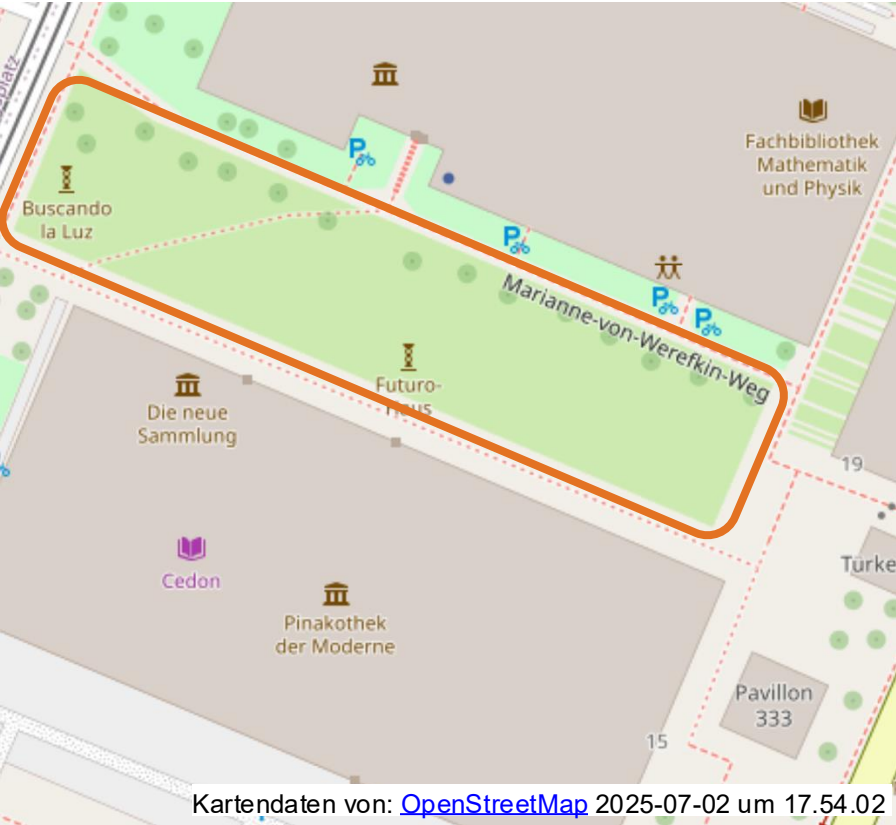 platz
Fachbibliothek
Mathematik
und Physik
Buscando
la Luz
Marianne-von-Werefkin-Weg
Futuro-
Haus
Die neue
Sammlung
19
Cedon
Türke
Pinakothek
der Moderne
Pavillon
333
15
Kartendaten von: OpenStreetMap 2025-07-02 um 17.54.02